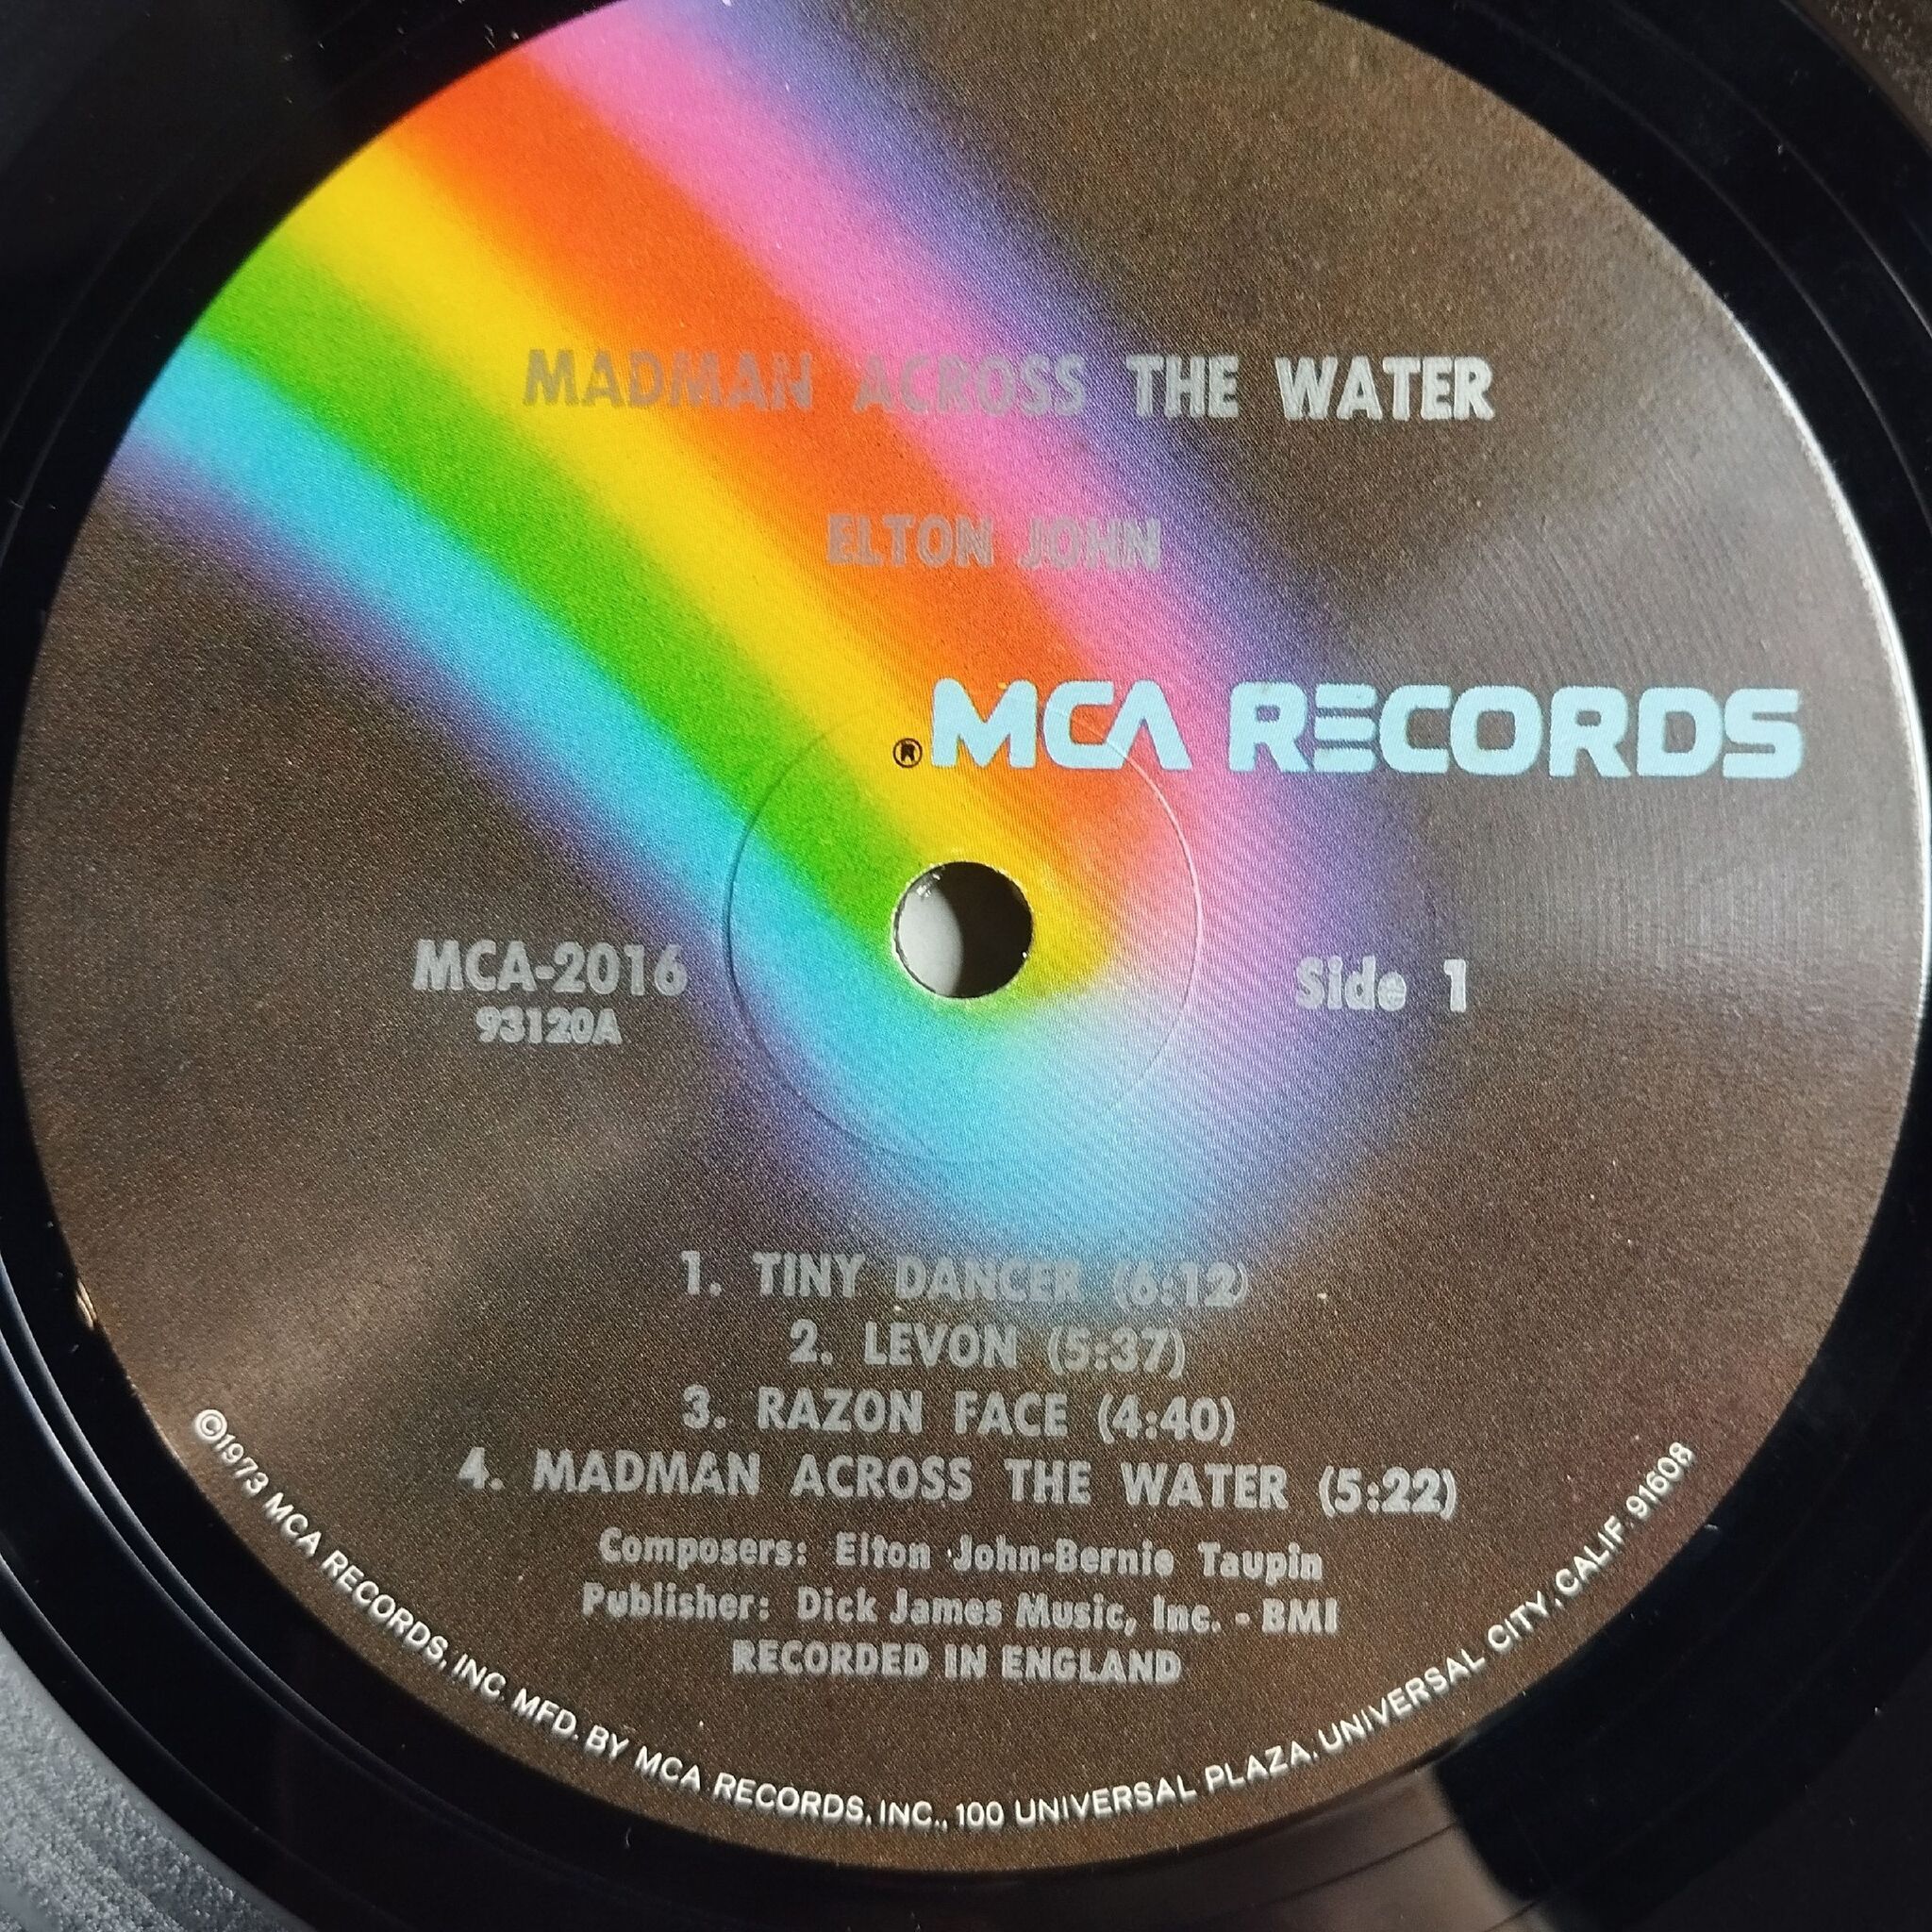 MADMAN ACROSS THE WATER
ELTON JOHN
® MCA RECORDS
MCA-2016
93120A
Side 1
1. TINY DANCER (6:12)
2. LEVON (5:37)
3. RAZON FACE (4:40)
4. MADMAN ACROSS THE WATER (5:22)
Composers: Elton John-Bernie Taupin
Publisher: Dick James Music, Inc. - BMI
RECORDED IN ENGLAND
©1973 MCA RECORDS, INC. MFD. BY MCA RECORDS, INC., 100 UNIVERSAL PLAZA, UNIVERSAL CITY, CALIF. 91608